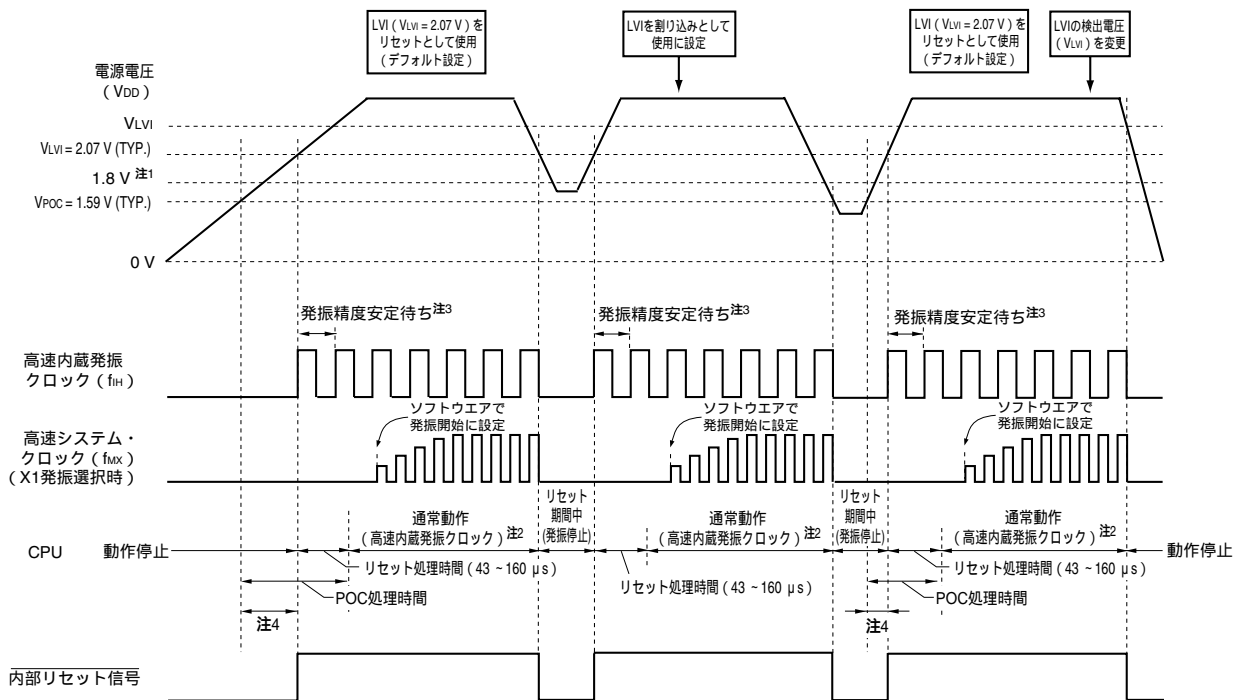 LVI（VLVI = 2.07 V）を
リセットとして使用
（デフォルト設定）
LVIを割り込みとして
使用に設定
LVI（VLVI = 2.07 V）を
リセットとして使用
（デフォルト設定）
LVIの検出電圧
（VLVI）を変更
電源電圧
（VDD）
VLVI
VLVI = 2.07 V (TYP.)
1.8 V 注1
VPOC = 1.59 V (TYP.)
0 V
発振精度安定待ち注3
発振精度安定待ち注3
発振精度安定待ち注3
高速内蔵発振
クロック（fIH）
ソフトウエアで
発振開始に設定
ソフトウエアで
発振開始に設定
ソフトウエアで
発振開始に設定
高速システム・
クロック（fMX）
（X1発振選択時）
リセット
期間中
(発振停止)
リセット
期間中
(発振停止)
通常動作
（高速内蔵発振クロック）注2
通常動作
（高速内蔵発振クロック）注2
通常動作
（高速内蔵発振クロック）注2
CPU
動作停止
動作停止
リセット処理時間（43 ~160 μs）
リセット処理時間（43 ~160 μs）
リセット処理時間（43 ~160 μs）
POC処理時間
POC処理時間
注4
注4
内部リセット信号